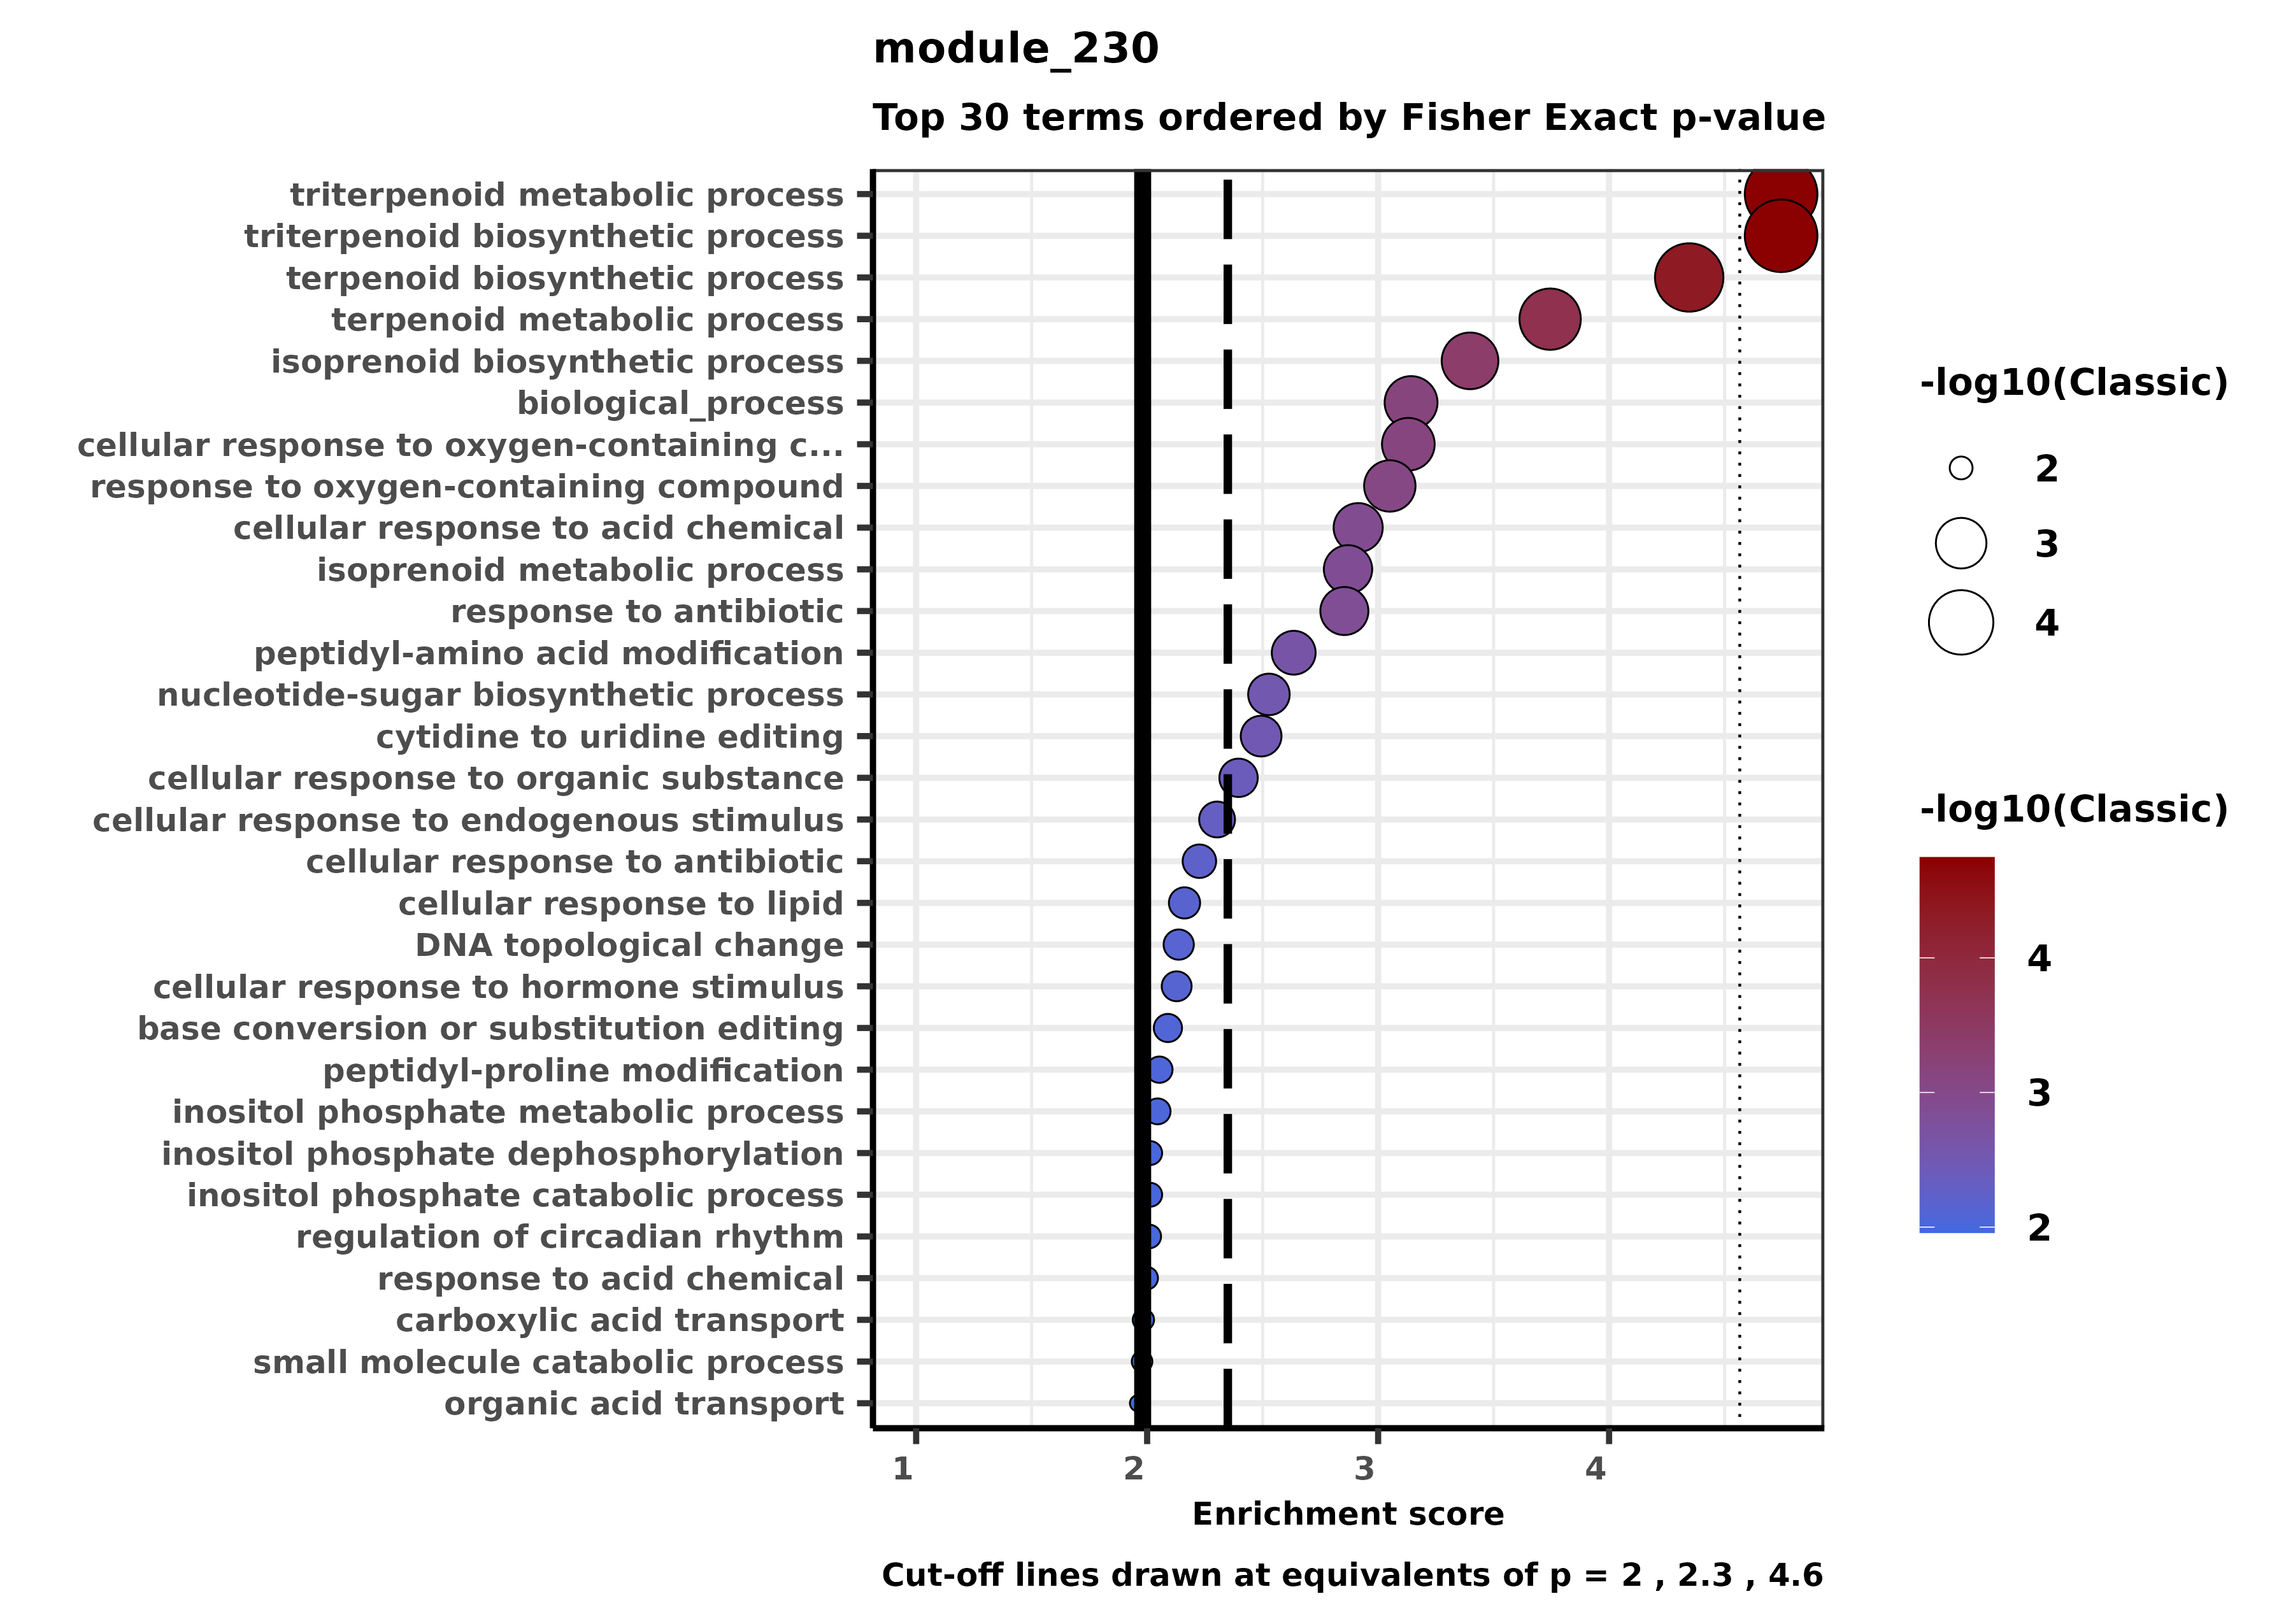 module_230
Top 30 terms ordered by Fisher Exact p-value
triterpenoid metabolic process
triterpenoid biosynthetic process
terpenoid biosynthetic process
terpenoid metabolic process
isoprenoid biosynthetic process
biological_process
cellular response to oxygen-containing c...
response to oxygen-containing compound
cellular response to acid chemical
isoprenoid metabolic process
response to antibiotic
peptidyl-amino acid modification
nucleotide-sugar biosynthetic process
cytidine to uridine editing
cellular response to organic substance
cellular response to endogenous stimulus
cellular response to antibiotic
cellular response to lipid
DNA topological change
cellular response to hormone stimulus
base conversion or substitution editing
peptidyl-proline modification
inositol phosphate metabolic process
inositol phosphate dephosphorylation
inositol phosphate catabolic process
regulation of circadian rhythm
response to acid chemical
carboxylic acid transport
small molecule catabolic process
organic acid transport
1 2 3 4
Enrichment score
Cut-off lines drawn at equivalents of p = 2 , 2.3 , 4.6
-log10(Classic)
2
3
4
-log10(Classic)
4
3
2